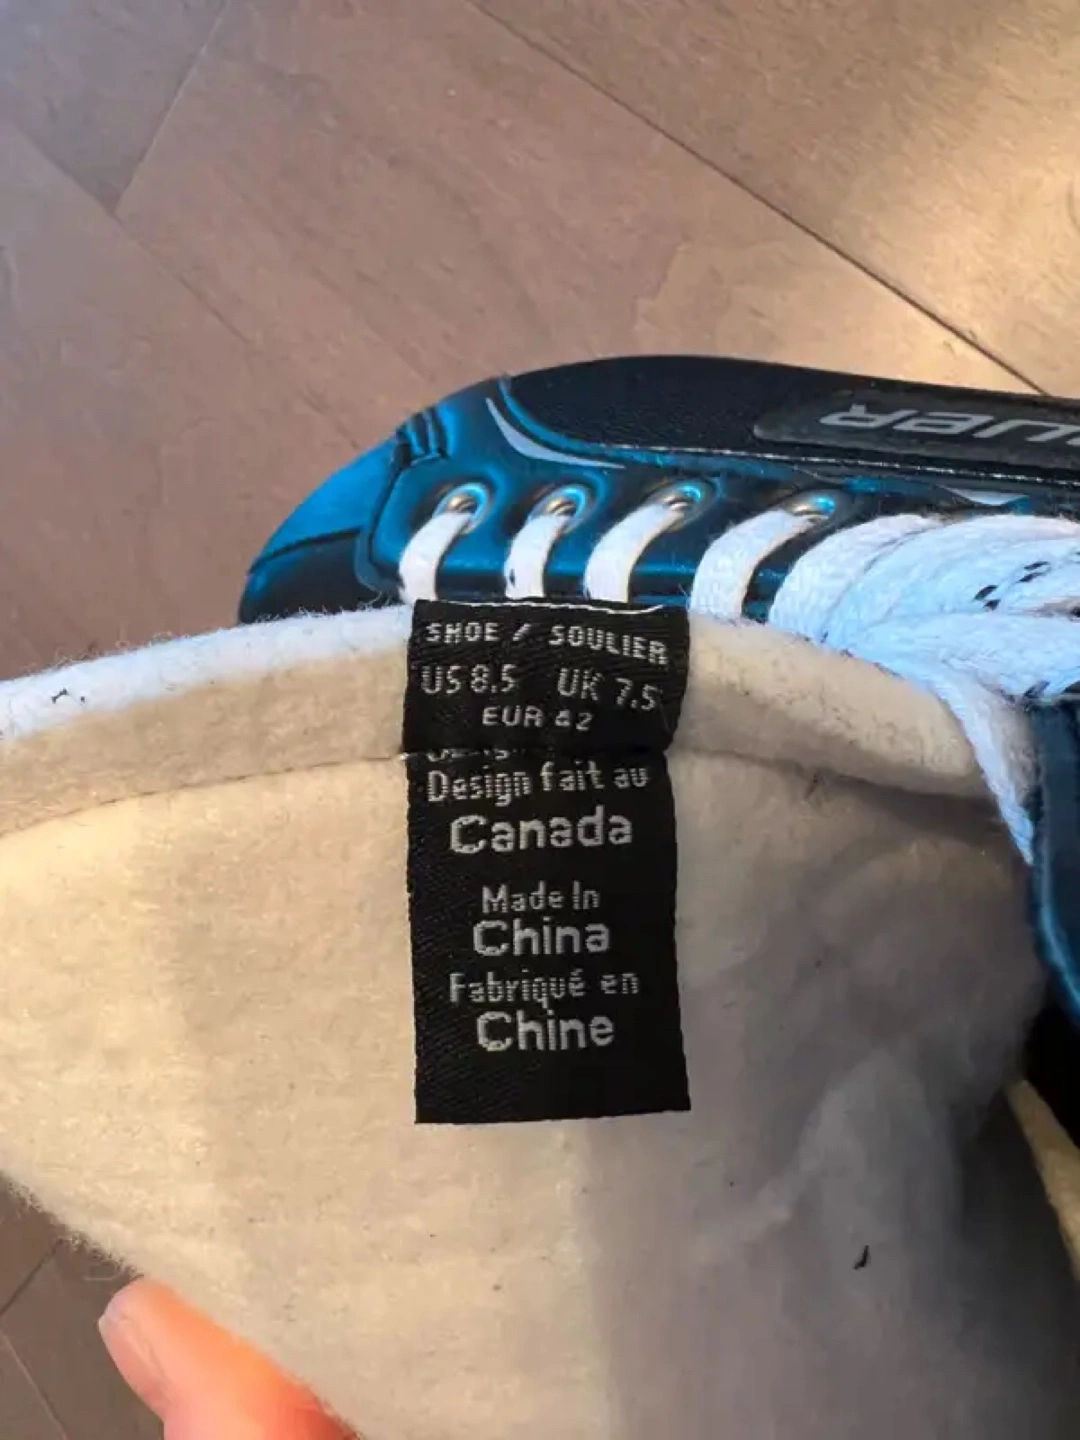 SHOE / SOULIER
US 8.5 UK 7.5
EUR 42
Design fait au
Canada
Made In
China
Fabriqué en
Chine